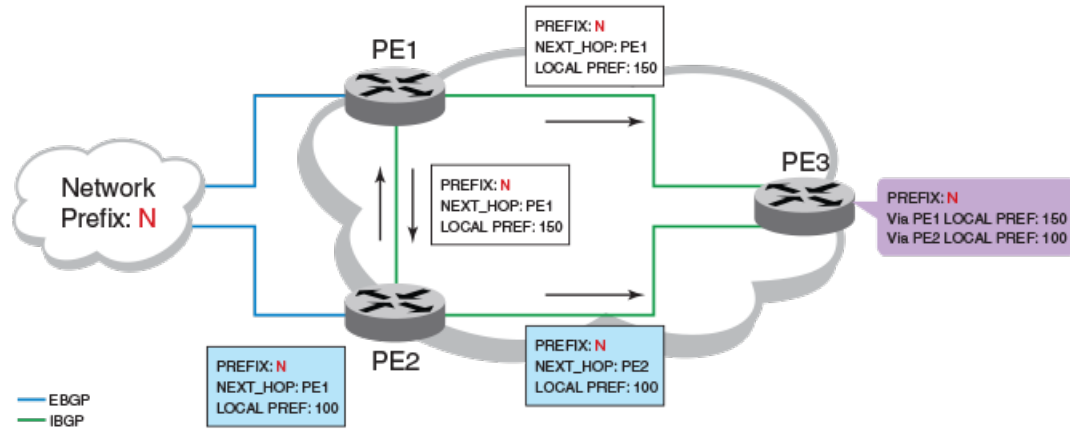 PREFIX: N
NEXT_HOP: PE1
LOCAL PREF: 150
PE1
PE3
Network
Prefix: N
PREFIX: N
NEXT_HOP: PE1
LOCAL PREF: 150
PREFIX: N
Via PE1 LOCAL PREF: 150
Via PE2 LOCAL PREF: 100
PE2
PREFIX: N
NEXT_HOP: PE1
LOCAL PREF: 100
PREFIX: N
NEXT_HOP: PE2
LOCAL PREF: 100
EBGP
IBGP